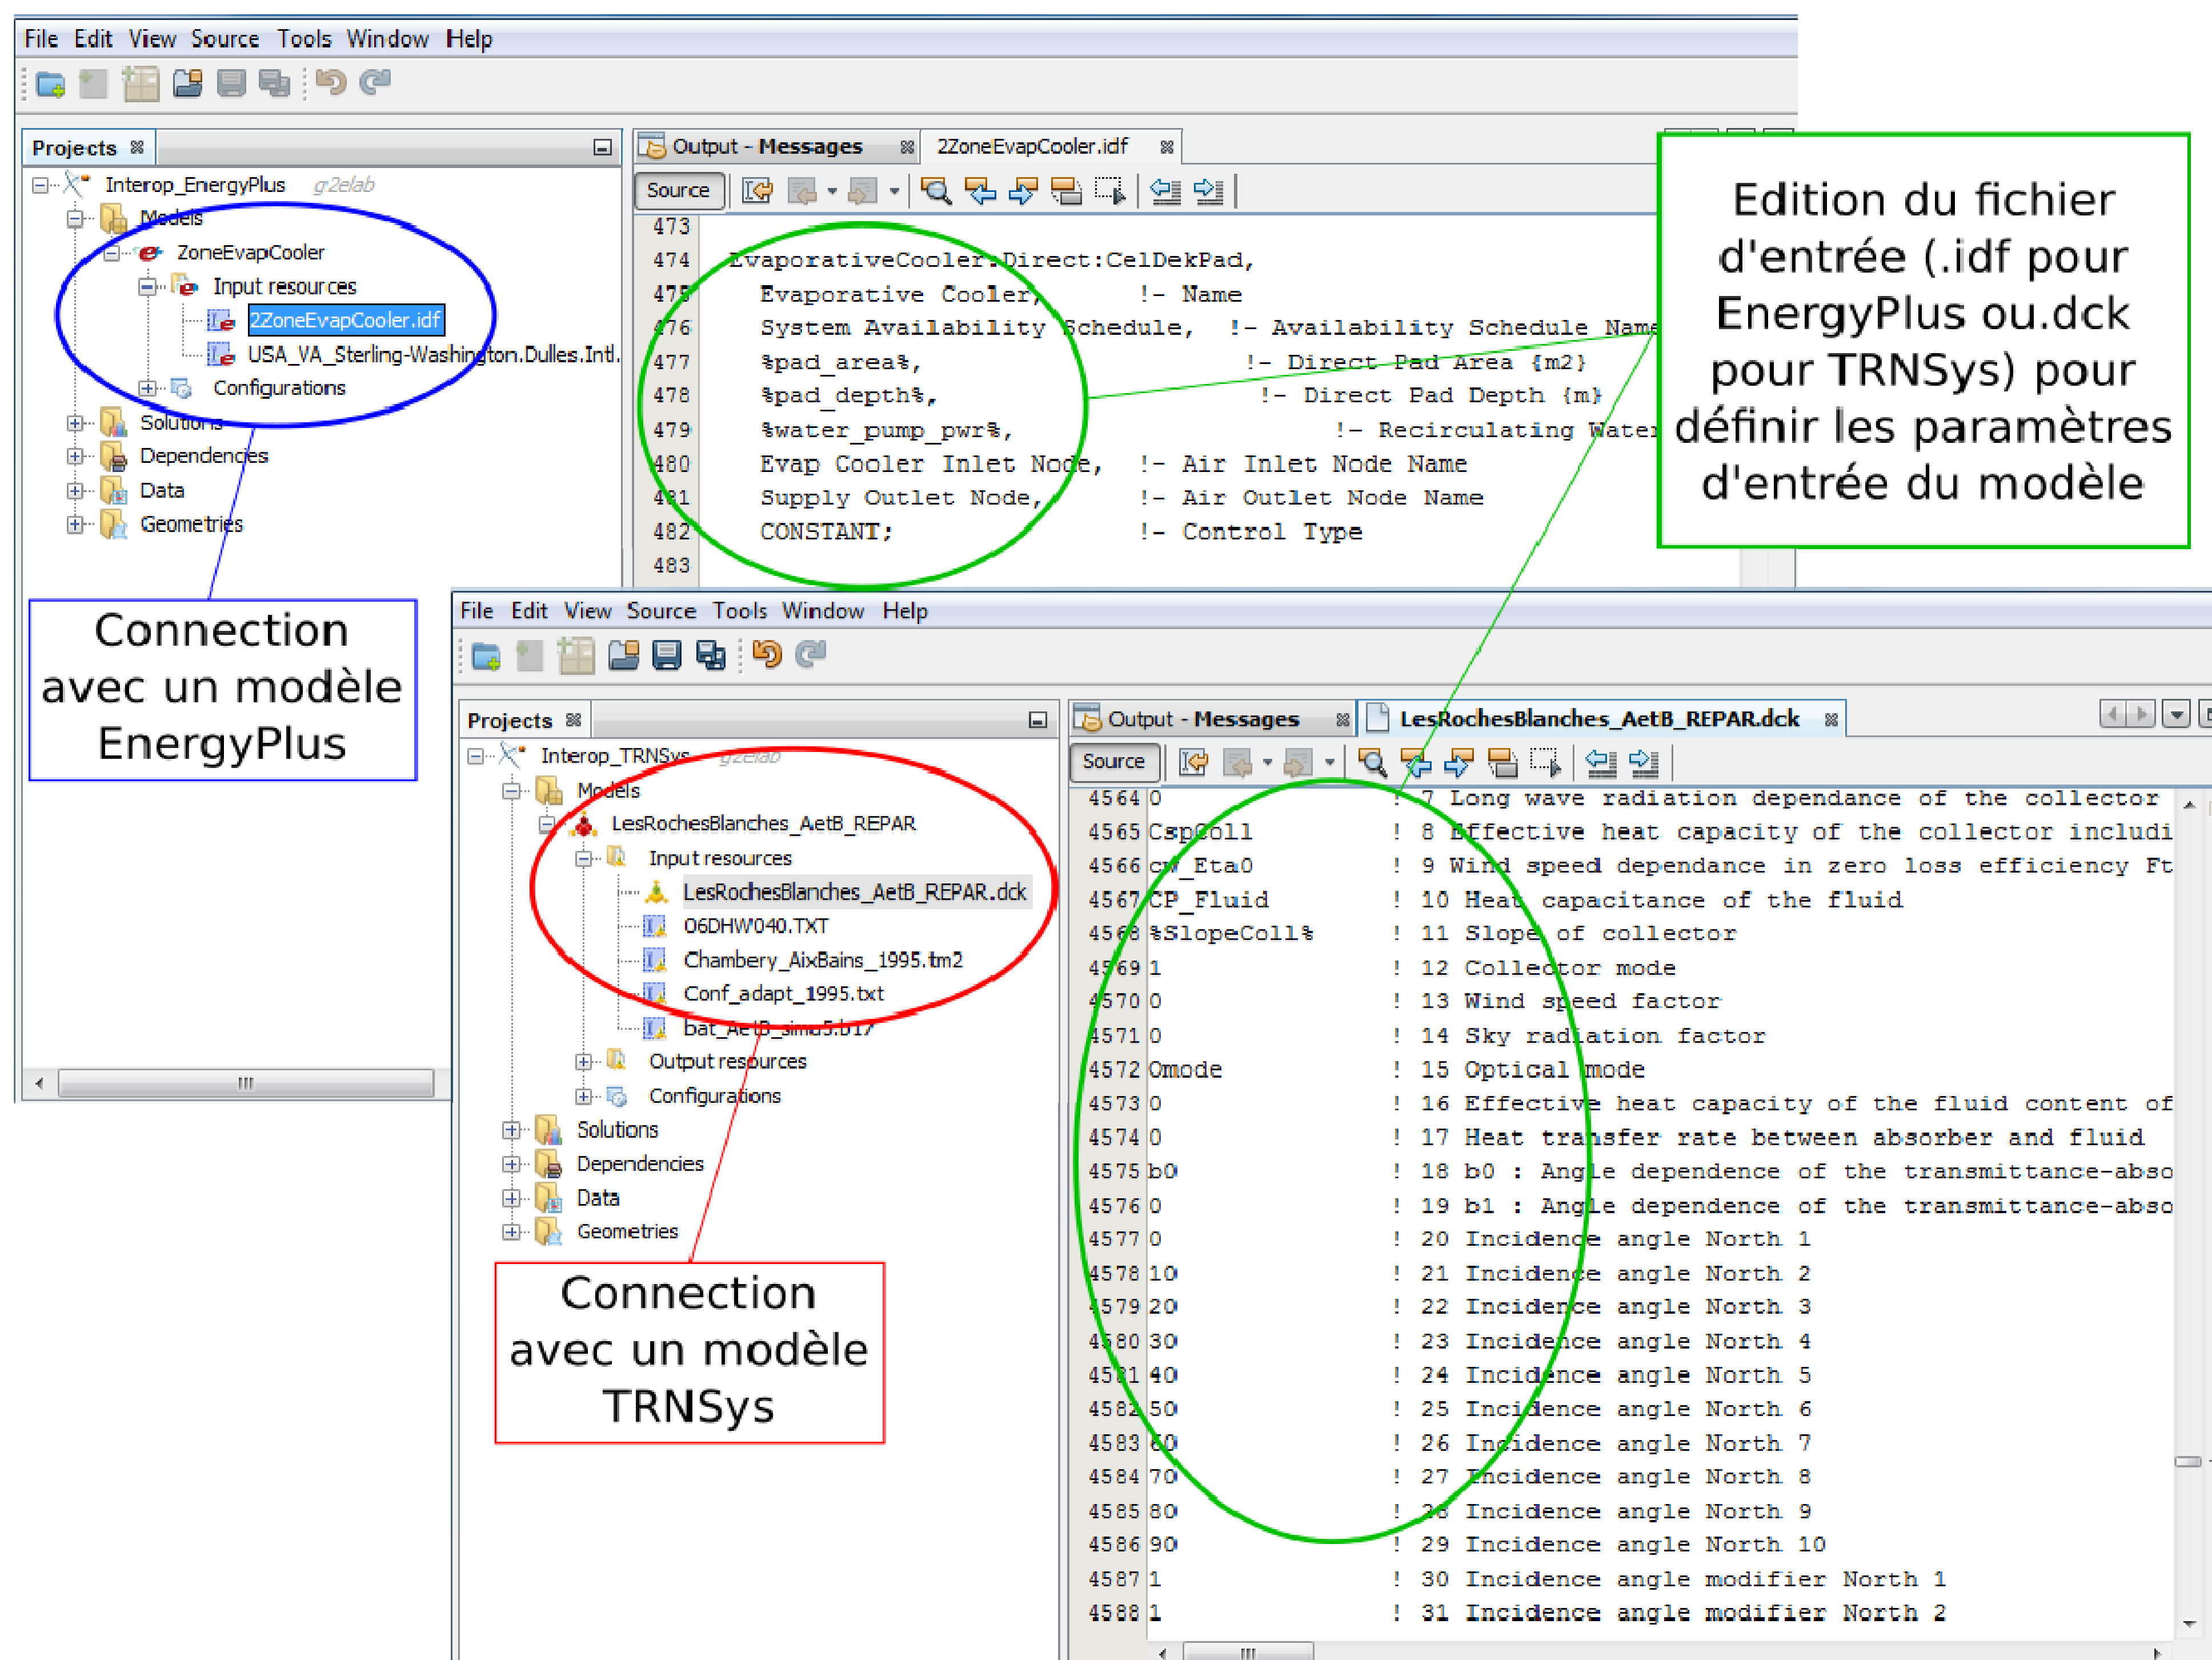 File Edit View Source Tools Window Help
Projects
Output - Messages
2ZoneEvapCooler.idf
Interop_EnergyPlus g2elab
Models
ZoneEvapCooler
Input resources
2ZoneEvapCooler.idf
USA_VA_Sterling-Washington.Dulles.Intl.
Configurations
Solutions
Dependencies
Data
Geometries
Source
473
474 EvaporativeCooler:Direct:CelDekPad,
475 Evaporative Cooler, !- Name
476 System Availability Schedule, !- Availability Schedule Name
477 %pad_area%, !- Direct Pad Area {m2}
478 %pad_depth%, !- Direct Pad Depth {m}
479 %water_pump_pwr%, !- Recirculating Water
480 Evap Cooler Inlet Node, !- Air Inlet Node Name
481 Supply Outlet Node, !- Air Outlet Node Name
482 CONSTANT; !- Control Type
483
Edition du fichier
d'entrée (.idf pour
EnergyPlus ou.dck
pour TRNSys) pour
définir les paramètres
d'entrée du modèle
Connection
avec un modèle
EnergyPlus
File Edit View Source Tools Window Help
Projects
Output - Messages
LesRochesBlanches_AetB_REPAR.dck
Interop_TRNSys g2elab
Models
LesRochesBlanches_AetB_REPAR
Input resources
LesRochesBlanches_AetB_REPAR.dck
06DHW040.TXT
Chambery_AixBains_1995.tm2
Conf_adapt_1995.txt
bat_AetB_simu5.b17
Output resources
Configurations
Solutions
Dependencies
Data
Geometries
Connection
avec un modèle
TRNSys
Source
4564 0 ! 7 Long wave radiation dependance of the collector
4565 CspColl ! 8 Effective heat capacity of the collector includi
4566 cW_Eta0 ! 9 Wind speed dependance in zero loss efficiency Ft
4567 CP_Fluid ! 10 Heat capacitance of the fluid
4568 %SlopeColl% ! 11 Slope of collector
4569 1 ! 12 Collector mode
4570 0 ! 13 Wind speed factor
4571 0 ! 14 Sky radiation factor
4572 Omode ! 15 Optical mode
4573 0 ! 16 Effective heat capacity of the fluid content of
4574 0 ! 17 Heat transfer rate between absorber and fluid
4575 b0 ! 18 b0 : Angle dependence of the transmittance-abso
4576 0 ! 19 b1 : Angle dependence of the transmittance-abso
4577 0 ! 20 Incidence angle North 1
4578 10 ! 21 Incidence angle North 2
4579 20 ! 22 Incidence angle North 3
4580 30 ! 23 Incidence angle North 4
4581 40 ! 24 Incidence angle North 5
4582 50 ! 25 Incidence angle North 6
4583 60 ! 26 Incidence angle North 7
4584 70 ! 27 Incidence angle North 8
4585 80 ! 28 Incidence angle North 9
4586 90 ! 29 Incidence angle North 10
4587 1 ! 30 Incidence angle modifier North 1
4588 1 ! 31 Incidence angle modifier North 2